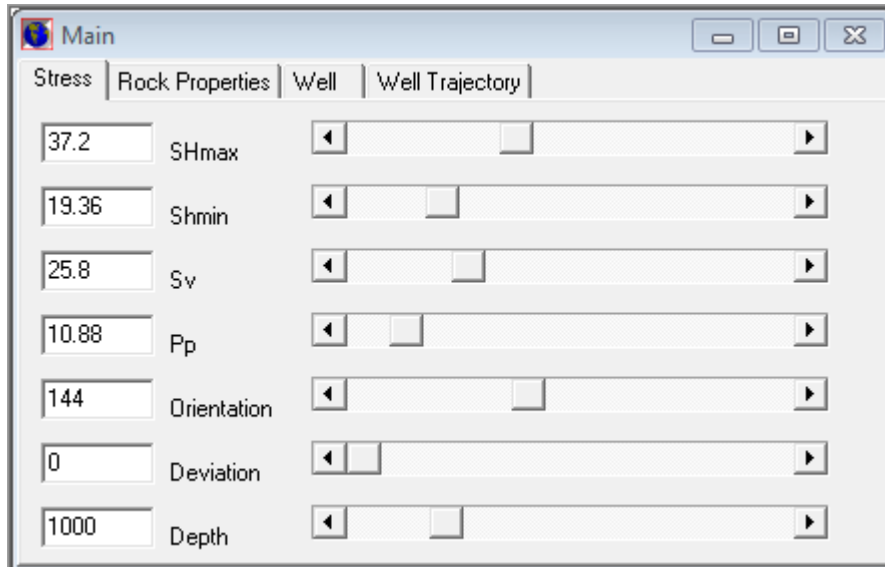 Main
Stress Rock Properties Well Well Trajectory
37.2 SHmax
19.36 Shmin
25.8 Sv
10.88 Pp
144 Orientation
0 Deviation
1000 Depth